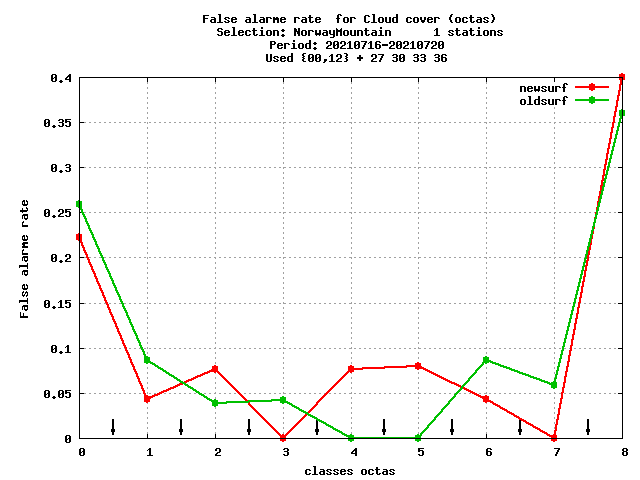 False alarme rate  for Cloud cover (octas)
Selection: NorwayMountain      1 stations
Period: 20210716-20210720
Used {00,12} + 27 30 33 36
newsurf
oldsurf
0.4
0.35
0.3
0.25
0.2
0.15
0.1
0.05
0
False alarme rate
0 1 2 3 4 5 6 7 8
classes octas